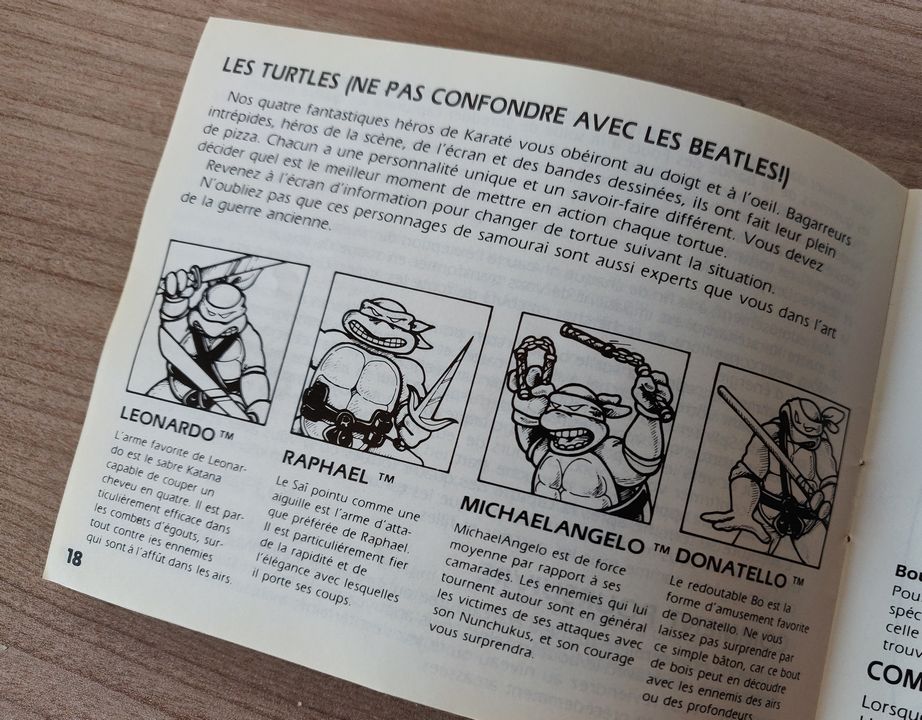 LES TURTLES (NE PAS CONFONDRE AVEC LES BEATLES!)
Nos quatre fantastiques héros de Karaté vous obéiront au doigt et à l'oeil. Bagarreurs
intrépides, héros de la scène, de l'écran et des bandes dessinées, ils ont fait leur plein
de pizza. Chacun a une personnalité unique et un savoir-faire différent. Vous devez
décider quel est le meilleur moment de mettre en action chaque tortue.
Revenez à l'écran d'information pour changer de tortue suivant la situation.
N'oubliez pas que ces personnages de samourai sont aussi experts que vous dans l'art
de la guerre ancienne.
LEONARDO ™
L'arme favorite de Leonar-
do est le sabre Katana
capable de couper un
cheveu en quatre. Il est par-
ticulièrement efficace dans
les combats d'égouts, sur-
tout contre les ennemies
qui sont à l'affût dans les airs.
RAPHAEL ™
Le Saï pointu comme une
aiguille est l'arme d'atta-
que préférée de Raphael.
Il est particulièrement fier
de la rapidité et de
l'élégance avec lesquelles
il porte ses coups.
MICHAELANGELO ™
MichaelAngelo est de force
moyenne par rapport à ses
camarades. Les ennemies qui lui
tournent autour sont en général
les victimes de ses attaques avec
son Nunchukus, et son courage
vous surprendra.
DONATELLO ™
Le redoutable Bo est la
forme d'amusement favorite
de Donatello. Ne vous
laissez pas surprendre par
ce simple bâton, car ce bout
de bois peut en découdre
avec les ennemis des airs
ou des profondeurs
18
Pou
spéc
celle
trouv
COM
Lorsqu